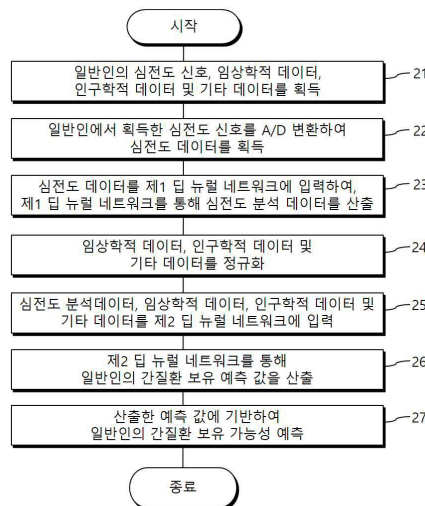 시작
일반인의 심전도 신호, 임상학적 데이터,
인구학적 데이터 및 기타 데이터를 획득
21
일반인에서 획득한 심전도 신호를 A/D 변환하여
심전도 데이터를 획득
22
심전도 데이터를 제1 딥 뉴럴 네트워크에 입력하여,
제1 딥 뉴럴 네트워크를 통해 심전도 분석 데이터를 산출
23
임상학적 데이터, 인구학적 데이터 및
기타 데이터를 정규화
24
심전도 분석데이터, 임상학적 데이터, 인구학적 데이터 및
기타 데이터를 제2 딥 뉴럴 네트워크에 입력
25
제2 딥 뉴럴 네트워크를 통해
일반인의 간질환 보유 예측 값을 산출
26
산출한 예측 값에 기반하여
일반인의 간질환 보유 가능성 예측
27
종료